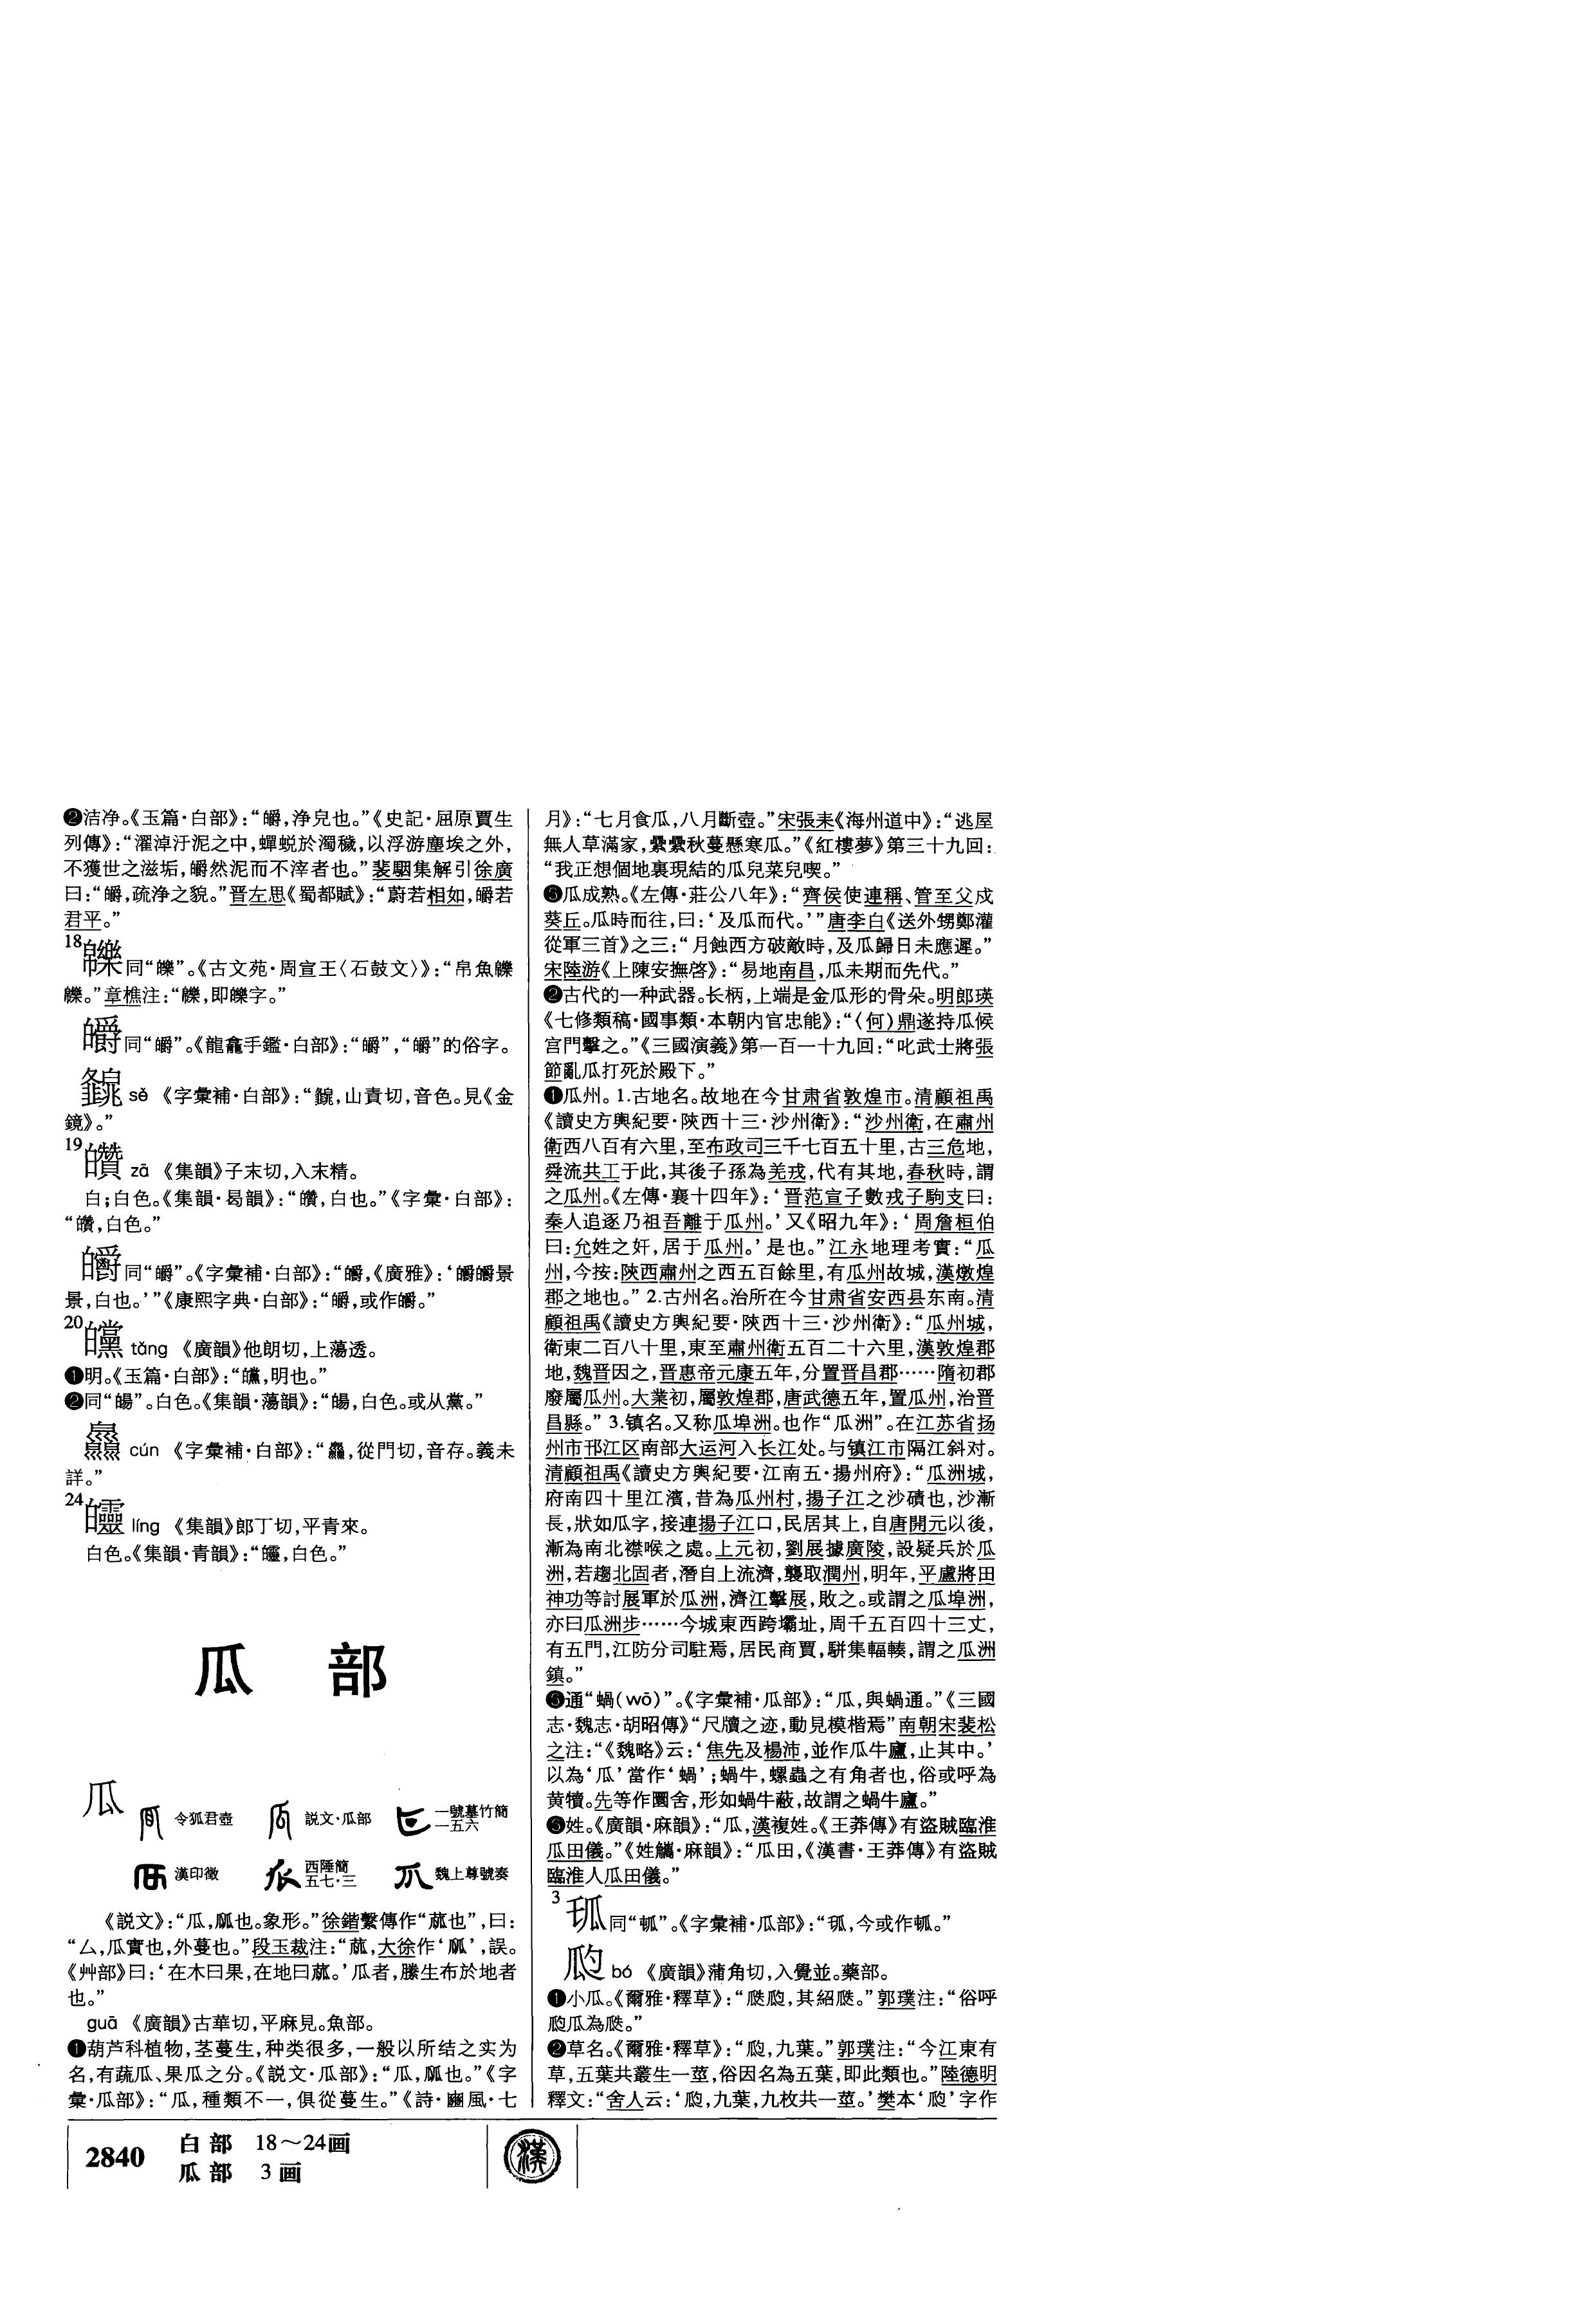 ❷洁净。《玉篇·白部》：“皭，净皃也。”《史記·屈原賈生
列傳》：“濯淖汙泥之中，蟬蜕於濁穢，以浮游塵埃之外，
不獲世之滋垢，皭然泥而不滓者也。”裴駰集解引徐廣
曰：“皭，疏净之貌。”晋左思《蜀都賦》：“蔚若相如，皭若
君平。”
18
同“皪”。《古文苑·周宣王〈石鼓文〉》：“帛魚
。”章樵注：“，即皪字。”
同“皭”。《龍龕手鑑·白部》：“”，“皭”的俗字。
sě 《字彙補·白部》：“，山責切，音色。見《金
鏡》。”
19
zā 《集韻》子末切，入末精。
白；白色。《集韻·曷韻》：“，白也。”《字彙·白部》：
“，白色。”
同“皭”。《字彙補·白部》：“，《廣雅》：‘景
景，白也。’”《康熙字典·白部》：“皭，或作。”
20
曭 tǎng 《廣韻》他朗切，上蕩透。
❶明。《玉篇·白部》：“，明也。”
❷同“”。白色。《集韻·蕩韻》：“，白色。或从黨。”
cún 《字彙補·白部》：“，從門切，音存。義未
詳。”
24
líng 《集韻》郎丁切，平青來。
白色。《集韻·青韻》：“，白色。”
瓜 部
瓜
令狐君壺 説文·瓜部 一號墓竹簡一五六
漢印徵 西陲簡五七·三 魏上尊號奏
《説文》：“瓜，㼌也。象形。”徐鍇繫傳作“蓏也”，曰：
“厶，瓜實也，外蔓也。”段玉裁注：“蓏，大徐作‘㼌’，誤。
《艸部》曰：‘在木曰果，在地曰蓏。’瓜者，縢生布於地者
也。”
guā 《廣韻》古華切，平麻見。魚部。
❶葫芦科植物，茎蔓生，种类很多，一般以所结之实为
名，有蔬瓜、果瓜之分。《説文·瓜部》：“瓜，㼌也。”《字
彙·瓜部》：“瓜，種類不一，俱從蔓生。”《詩·豳風·七
月》：“七月食瓜，八月斷壺。”宋張耒《海州道中》：“逃屋
無人草滿家，纍纍秋蔓懸寒瓜。”《紅樓夢》第三十九回：
“我正想個地裏現結的瓜兒菜兒喫。”
瓜成熟。《左傳·莊公八年》：“齊侯使連稱、管至父戍
葵丘。瓜時而往，曰：‘及瓜而代。’”唐李白《送外甥鄭灌
從軍三首》之三：“月蝕西方破敵時，及瓜歸日未應遲。”
宋陸游《上陳安撫啓》：“易地南昌，瓜未期而先代。”
古代的一种武器。长柄，上端是金瓜形的骨朵。明郎瑛
《七修類稿·國事類·本朝内官忠能》：“（何）鼎遂持瓜候
宫門擊之。”《三國演義》第一百一十九回：“叱武士將張
節亂瓜打死於殿下。”
瓜州。1.古地名。故地在今甘肃省敦煌市。清顧祖禹
《讀史方輿紀要·陝西十三·沙州衛》：“沙州衛，在肅州
衛西八百有六里，至布政司三千七百五十里，古三危地，
舜流共工于此，其後子孫為羌戎，代有其地，春秋時，謂
之瓜州。《左傳·襄十四年》：‘晋范宣子數戎子駒支曰：
秦人追逐乃祖吾離于瓜州。’又《昭九年》：‘周詹桓伯
曰：允姓之奸，居于瓜州。’是也。”江永地理考實：“瓜
州，今按：陝西肅州之西五百餘里，有瓜州故城，漢燉煌
郡之地也。”2.古州名。治所在今甘肃省安西县东南。清
顧祖禹《讀史方輿紀要·陝西十三·沙州衛》：“瓜州城，
衛東二百八十里，東至肅州衛五百二十六里，漢敦煌郡
地，魏晋因之，晋惠帝元康五年，分置晋昌郡……隋初郡
廢屬瓜州。大業初，屬敦煌郡，唐武德五年，置瓜州，治晋
昌縣。”3.镇名。又称瓜埠洲。也作“瓜洲”。在江苏省扬
州市邗江区南部大运河入长江处。与镇江市隔江斜对。
清顧祖禹《讀史方輿紀要·江南五·揚州府》：“瓜洲城，
府南四十里江濱，昔為瓜州村，揚子江之沙磧也，沙漸
長，狀如瓜字，接連揚子江口，民居其上，自唐開元以後，
漸為南北襟喉之處。上元初，劉展據廣陵，設疑兵於瓜
洲，若趨北固者，潛自上流濟，襲取潤州，明年，平盧將田
神功等討展軍於瓜洲，濟江擊展，敗之。或謂之瓜埠洲，
亦曰瓜洲步……今城東西跨壩址，周千五百四十三丈，
有五門，江防分司駐焉，居民商賈，駢集輻輳，謂之瓜洲
鎮。”
通“蝸（wō）”。《字彙補·瓜部》：“瓜，與蝸通。”《三國
志·魏志·胡昭傳》“尺牘之迹，動見模楷焉”南朝宋裴松
之注：“《魏略》云：‘焦先及楊沛，並作瓜牛廬，止其中。’
以為‘瓜’當作‘蝸’；蝸牛，螺蟲之有角者也，俗或呼為
黄犢。先等作圜舍，形如蝸牛蔽，故謂之蝸牛廬。”
姓。《廣韻·麻韻》：“瓜，漢複姓。《王莽傳》有盜賊臨淮
瓜田儀。”《姓觿·麻韻》：“瓜田，《漢書·王莽傳》有盜賊
臨淮人瓜田儀。”
3
同“㼋”。《字彙補·瓜部》：“，今或作。”
瓝 bó 《廣韻》蒲角切，入覺並。藥部。
❶小瓜。《爾雅·釋草》：“瓞瓝，其紹瓞。”郭璞注：“俗呼
瓝瓜為瓞。”
❷草名。《爾雅·釋草》：“瓝，九葉。”郭璞注：“今江東有
草，五葉共叢生一莖，俗因名為五葉，即此類也。”陸德明
釋文：“舍人云：‘瓝，九葉，九枚共一莖。’樊本‘瓝’字作
2840 白部 18～24画
瓜部 3画
漢